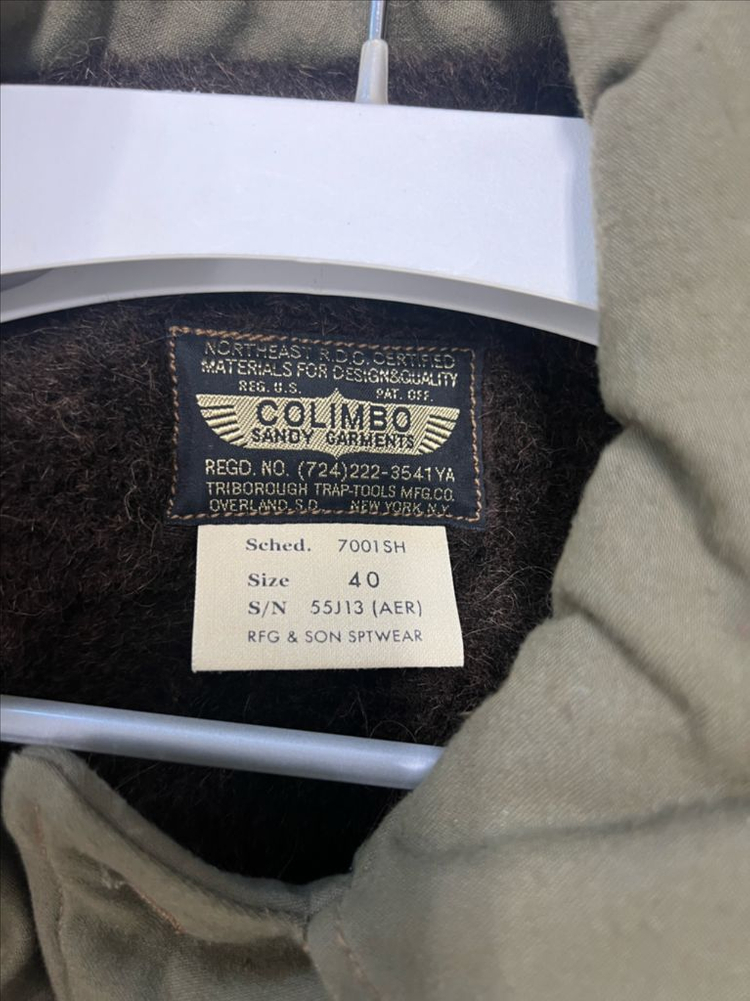 NORTHEAST R.D.O. CERTIFIED
MATERIALS FOR DESIGN&QUALITY
REG. U.S. PAT. OFF.
COLIMBO
SANDY GARMENTS
REGD. NO. (724)222-3541YA
TRIBOROUGH TRAP-TOOLS MFG.CO.
OVERLAND, S.D. NEW YORK, N.Y.
Sched. 7001SH
Size 40
S/N 55J13 (AER)
RFG & SON SPTWEAR